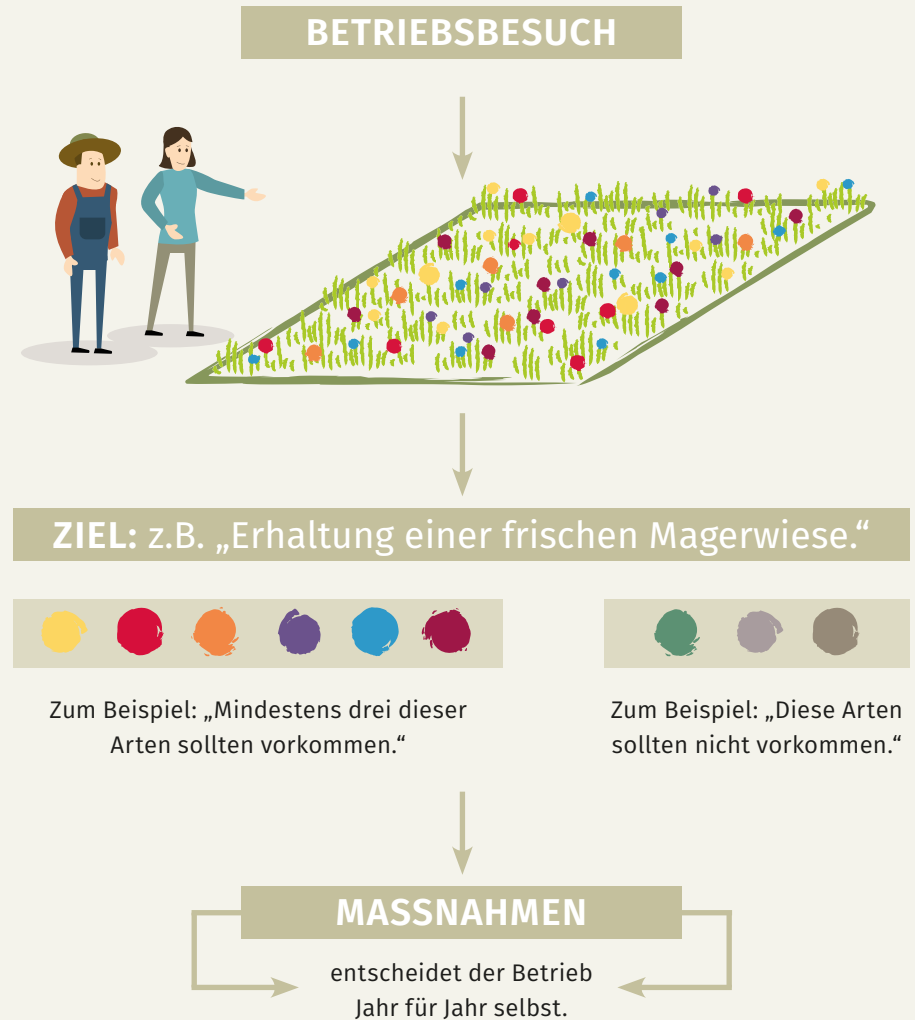 BETRIEBSBESUCH
ZIEL: z.B. „Erhaltung einer frischen Magerwiese.“
Zum Beispiel: „Mindestens drei dieser
Arten sollten vorkommen.“
Zum Beispiel: „Diese Arten
sollten nicht vorkommen.“
MASSNAHMEN
entscheidet der Betrieb
Jahr für Jahr selbst.